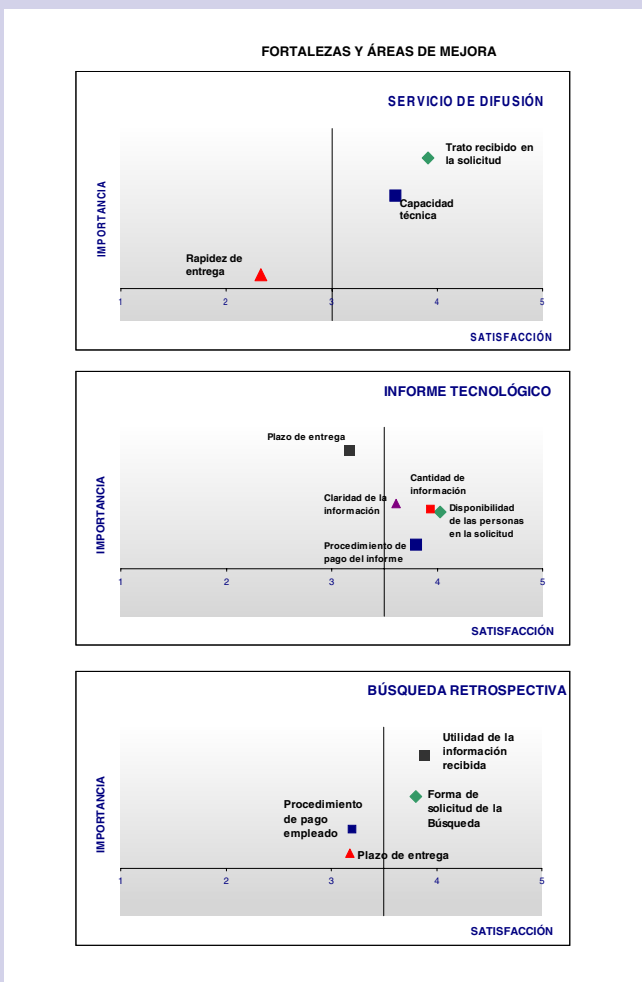 FORTALEZAS Y ÁREAS DE MEJORA
SERVICIO DE DIFUSIÓN
Trato recibido en
la solicitud
Capacidad
técnica
Rapidez de
entrega
IMPORTANCIA
1 2 3 4 5
SATISFACCIÓN
INFORME TECNOLÓGICO
Plazo de entrega
Cantidad de
información
Claridad de la
información
Disponibilidad
de las personas
en la solicitud
Procedimiento de
pago del informe
IMPORTANCIA
1 2 3 4 5
SATISFACCIÓN
BÚSQUEDA RETROSPECTIVA
Utilidad de la
información
recibida
Forma de
solicitud de la
Búsqueda
Procedimiento
de pago
empleado
Plazo de entrega
IMPORTANCIA
1 2 3 4 5
SATISFACCIÓN